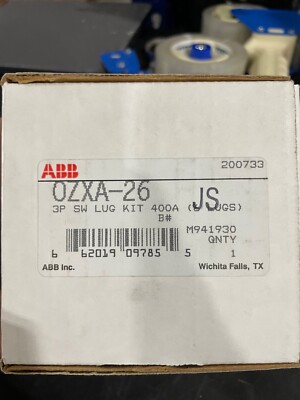 ABB
200733
OZXA-26
JS
3P SW LUG KIT 400A ( LUGS)
B#
M941930
QNTY
6 62019 09785 5
1
ABB Inc.
Wichita Falls, TX